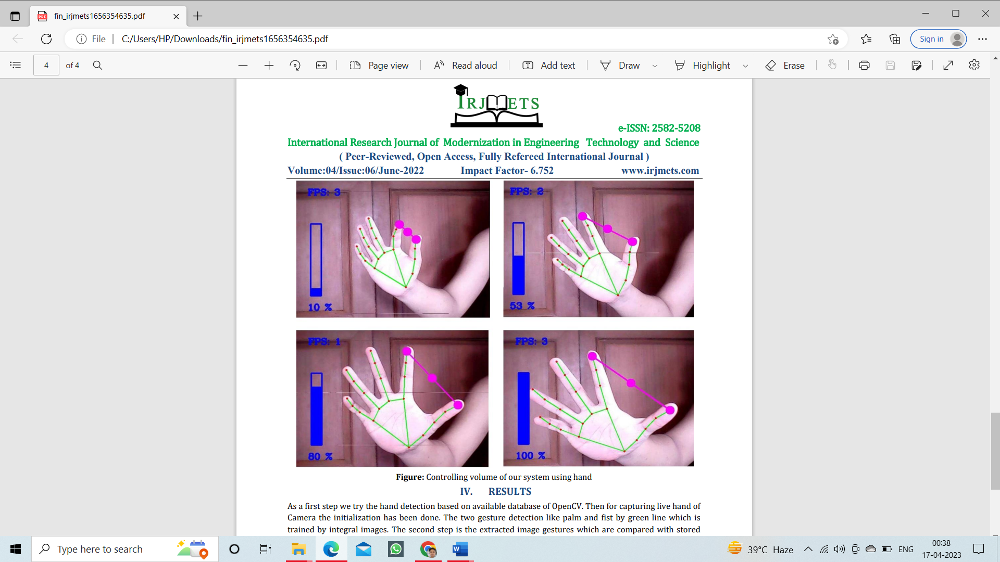 fin_irjmets1656354635.pdf
File
C:/Users/HP/Downloads/fin_irjmets1656354635.pdf
Sign in
4 of 4
Page view
Read aloud
Add text
Draw
Highlight
Erase
IRJMETS
e-ISSN: 2582-5208
International Research Journal of Modernization in Engineering Technology and Science
( Peer-Reviewed, Open Access, Fully Refereed International Journal )
Volume:04/Issue:06/June-2022 Impact Factor- 6.752 www.irjmets.com
FPS: 3
10 %
FPS: 2
53 %
FPS: 1
80 %
FPS: 3
100 %
Figure: Controlling volume of our system using hand
IV. RESULTS
As a first step we try the hand detection based on available database of OpenCV. Then for capturing live hand of
Camera the initialization has been done. The two gesture detection like palm and fist by green line which is
trained by integral images. The second step is the extracted image gestures which are compared with stored
Type here to search
39°C Haze
ENG
00:38
17-04-2023